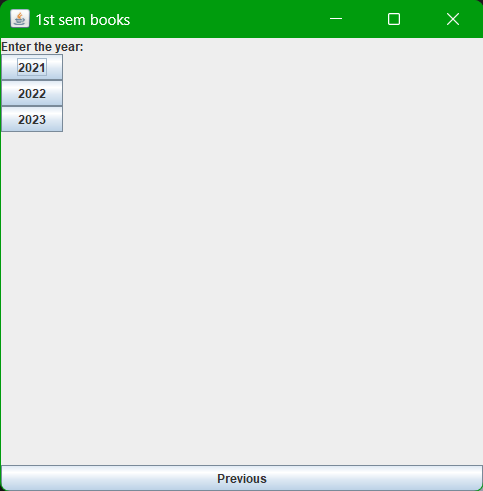 1st sem books
Enter the year:
2021
2022
2023
Previous